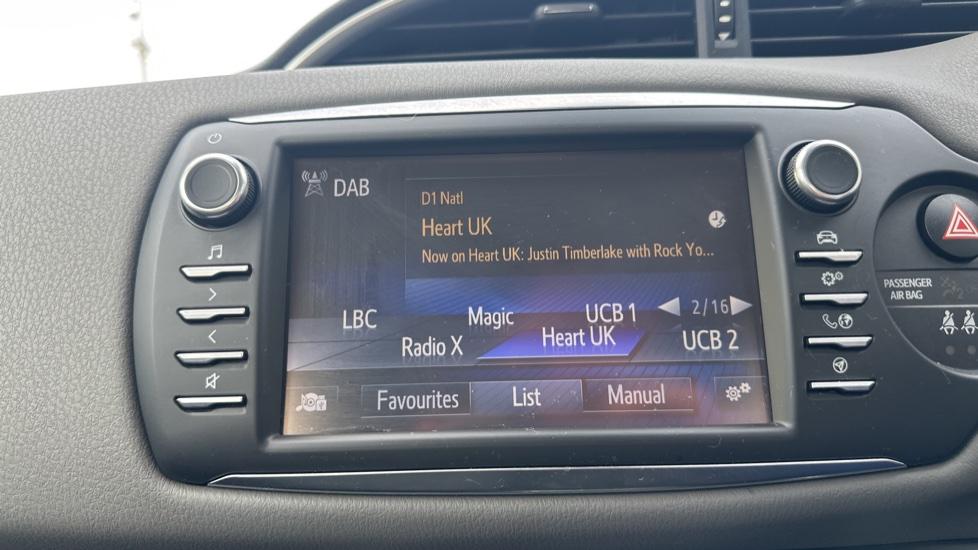 DAB
D1 Natl
Heart UK
Now on Heart UK: Justin Timberlake with Rock Yo...
LBC Magic UCB 1 2/16
Radio X Heart UK UCB 2
Favourites List Manual
PASSENGER
AIR BAG